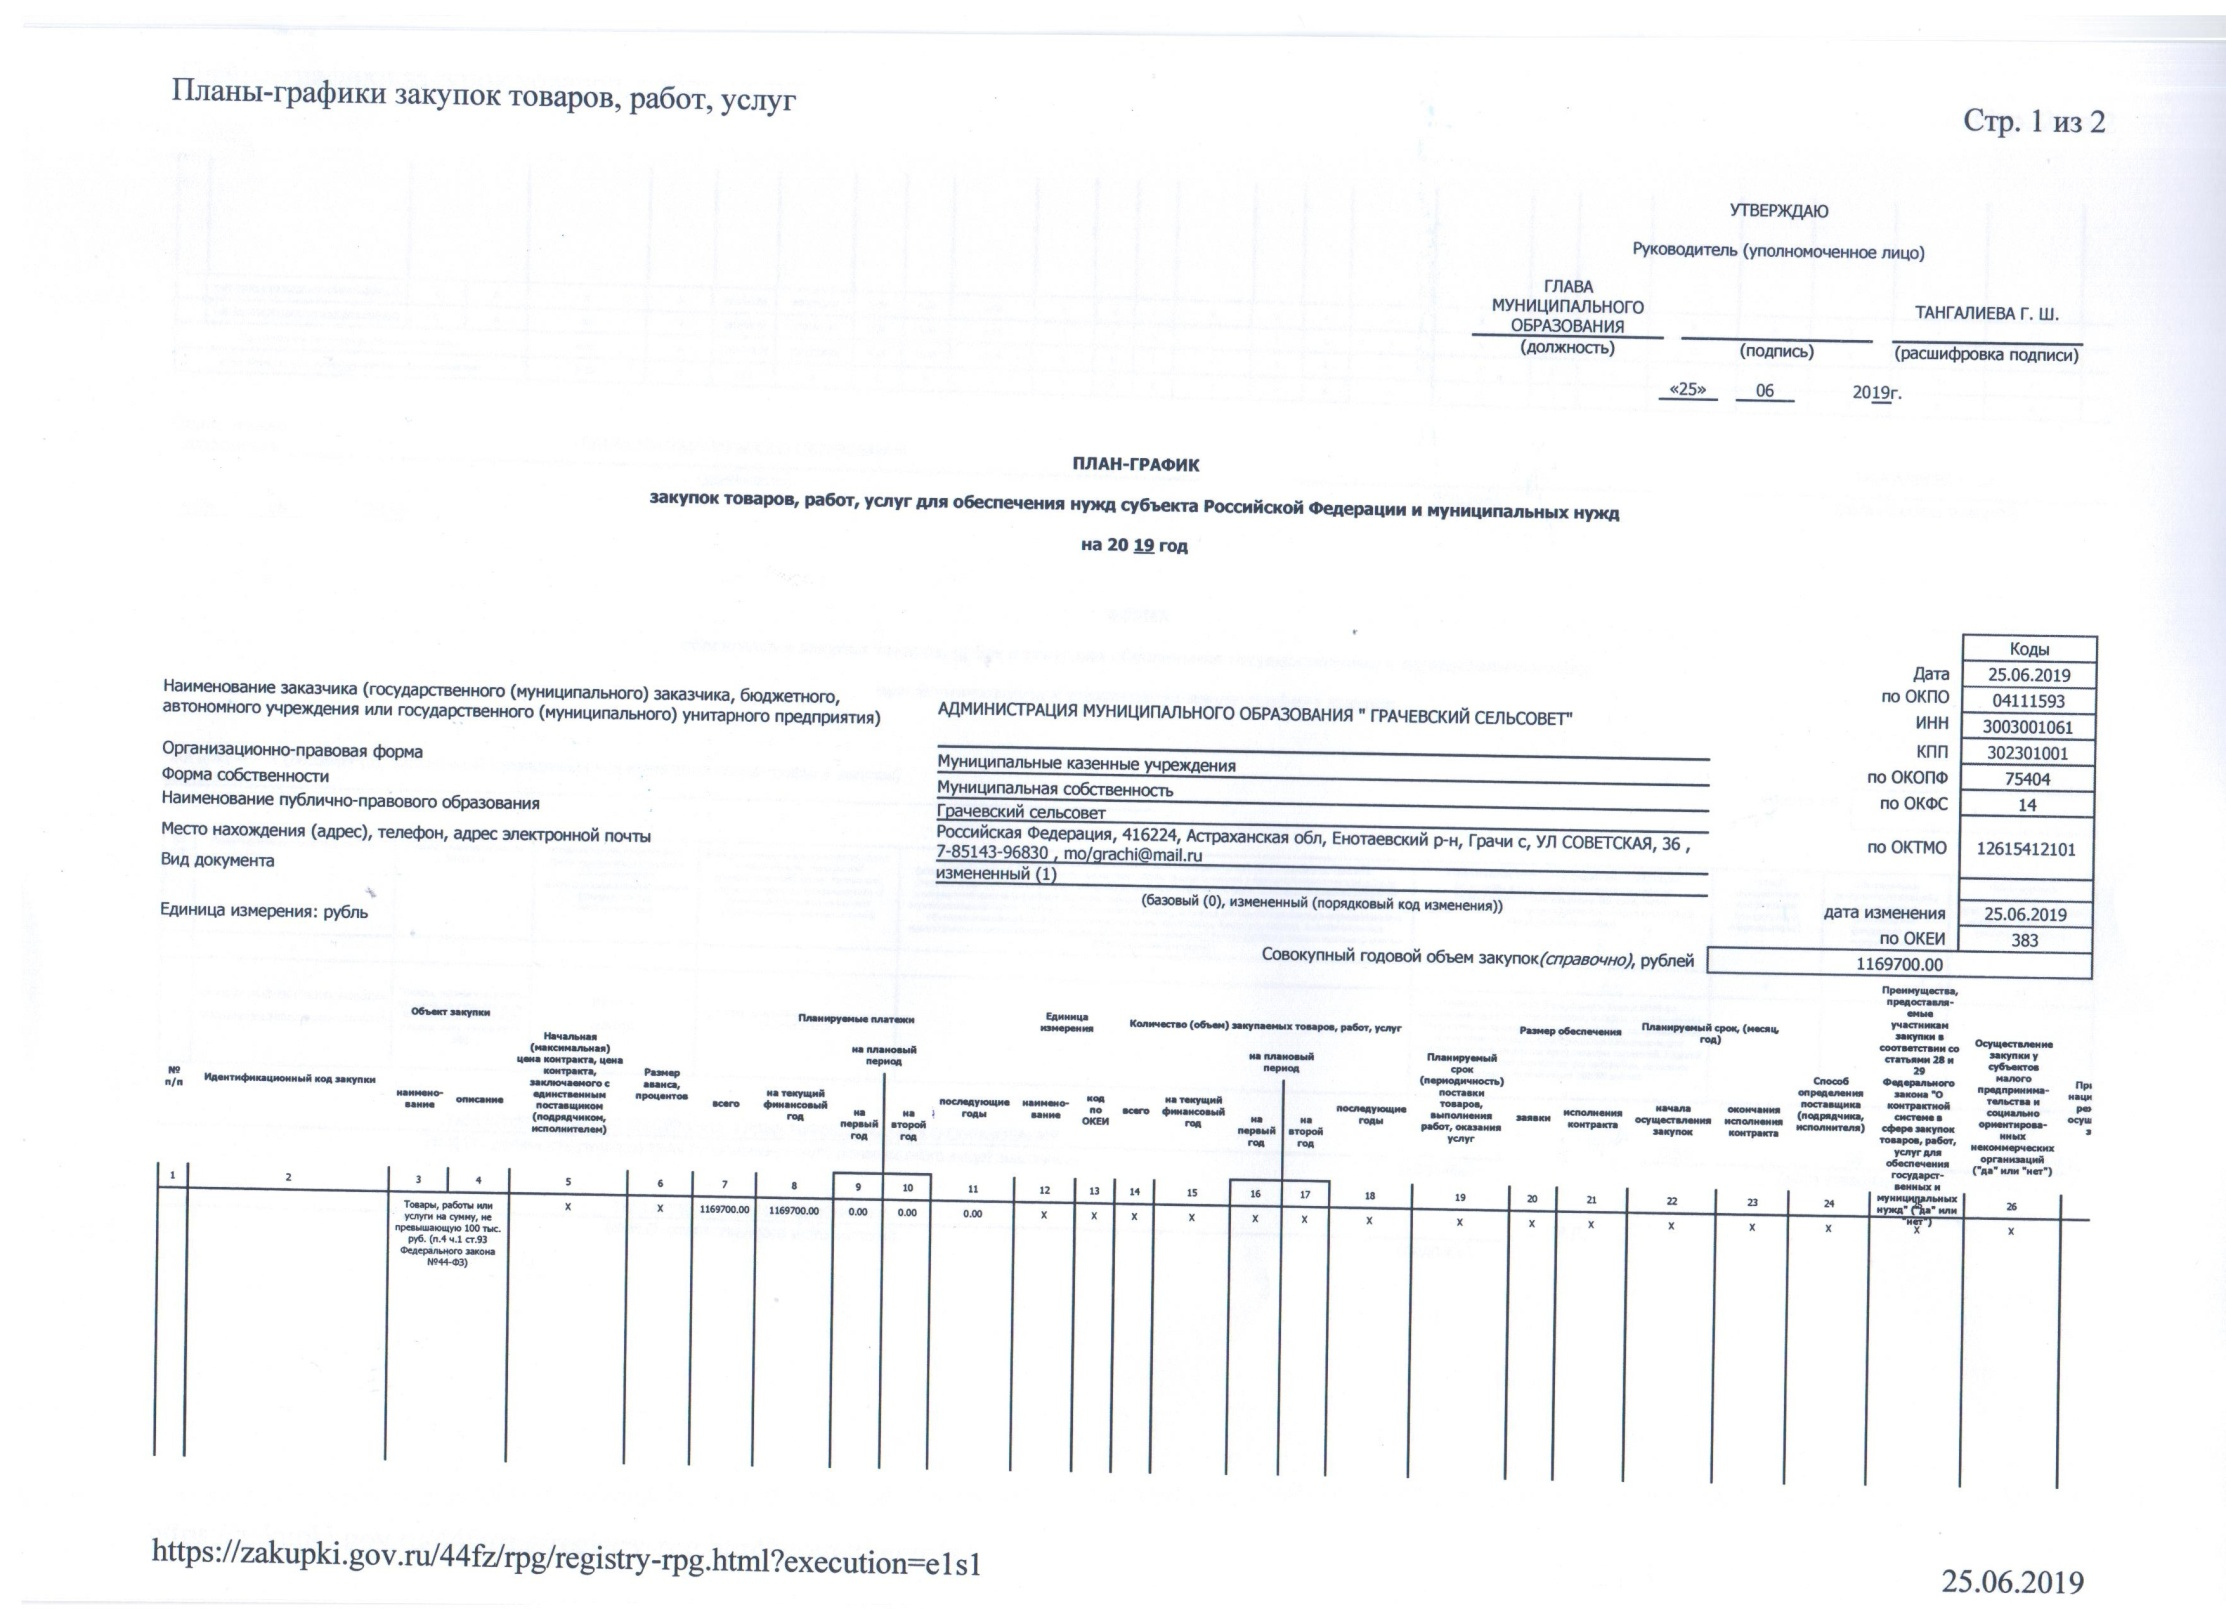 Планы-графики закупок товаров, работ, услуг
Стр. 1 из 2
УТВЕРЖДАЮ
Руководитель (уполномоченное лицо)
ГЛАВА
МУНИЦИПАЛЬНОГО
ОБРАЗОВАНИЯ
ТАНГАЛИЕВА Г. Ш.
(должность)
(подпись)
(расшифровка подписи)
«25» 06 2019г.
ПЛАН-ГРАФИК
закупок товаров, работ, услуг для обеспечения нужд субъекта Российской Федерации и муниципальных нужд
на 20 19 год
Коды
Дата 25.06.2019
по ОКПО 04111593
ИНН 3003001061
КПП 302301001
по ОКОПФ 75404
по ОКФС 14
по ОКТМО 12615412101
дата изменения 25.06.2019
по ОКЕИ 383
Наименование заказчика (государственного (муниципального) заказчика, бюджетного,
автономного учреждения или государственного (муниципального) унитарного предприятия)
АДМИНИСТРАЦИЯ МУНИЦИПАЛЬНОГО ОБРАЗОВАНИЯ " ГРАЧЕВСКИЙ СЕЛЬСОВЕТ"
Организационно-правовая форма
Муниципальные казенные учреждения
Форма собственности
Муниципальная собственность
Наименование публично-правового образования
Грачевский сельсовет
Место нахождения (адрес), телефон, адрес электронной почты
Российская Федерация, 416224, Астраханская обл, Енотаевский р-н, Грачи с, УЛ СОВЕТСКАЯ, 36 ,
7-85143-96830 , mo/grachi@mail.ru
Вид документа
измененный (1)
(базовый (0), измененный (порядковый код изменения))
Единица измерения: рубль
Совокупный годовой объем закупок(справочно), рублей 1169700.00
№
п/п
Идентификационный код закупки
Объект закупки
наимено-
вание
описание
Начальная
(максимальная)
цена контракта, цена
контракта,
заключаемого с
единственным
поставщиком
(подрядчиком,
исполнителем)
Размер
аванса,
процентов
Планируемые платежи
всего
на текущий
финансовый
год
на плановый
период
на
первый
год
на
второй
год
последующие
годы
Единица
измерения
наимено-
вание
код
по
ОКЕИ
Количество (объем) закупаемых товаров, работ, услуг
всего
на текущий
финансовый
год
на плановый
период
на
первый
год
на
второй
год
последующие
годы
Планируемый
срок
(периодичность)
поставки
товаров,
выполнения
работ, оказания
услуг
Размер обеспечения
заявки
исполнения
контракта
Планируемый срок, (месяц,
год)
начала
осуществления
закупок
окончания
исполнения
контракта
Способ
определения
поставщика
(подрядчика,
исполнителя)
Преимущества,
предоставля-
емые
участникам
закупки в
соответствии со
статьями 28 и
29
Федерального
закона "О
контрактной
системе в
сфере закупок
товаров, работ,
услуг для
обеспечения
государст-
венных и
муниципальных
нужд" ("да" или
"нет")
Осуществление
закупки у
субъектов
малого
предпринима-
тельства и
социально
ориентирова-
нных
некоммерческих
организаций
("да" или "нет")
1 2 3 4 5 6 7 8 9 10 11 12 13 14 15 16 17 18 19 20 21 22 23 24 26
Товары, работы или
услуги на сумму, не
превышающую 100 тыс.
руб. (п.4 ч.1 ст.93
Федерального закона
№44-ФЗ)
X X 1169700.00 1169700.00 0.00 0.00 0.00 X X X X X X X X X X X X X X X
https://zakupki.gov.ru/44fz/rpg/registry-rpg.html?execution=e1s1
25.06.2019